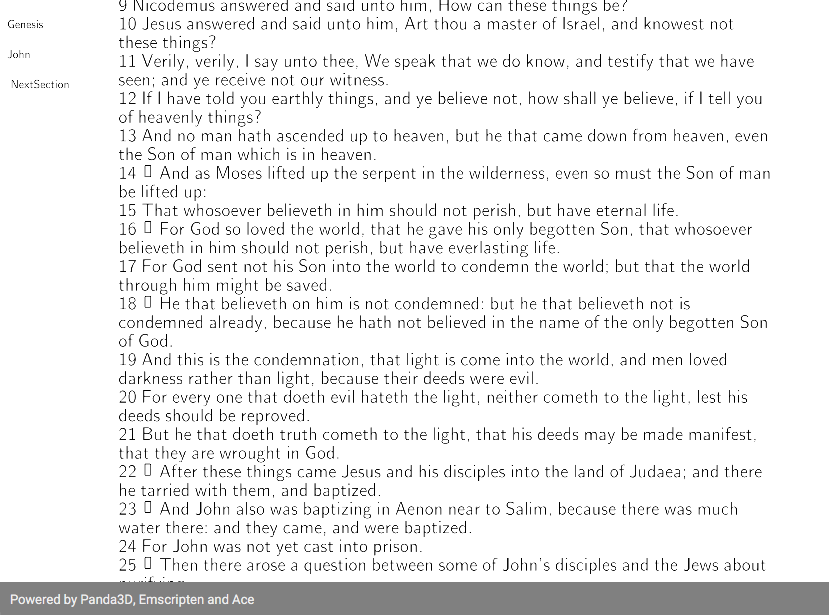 Genesis
John
NextSection
9 Nicodemus answered and said unto him, How can these things be?
10 Jesus answered and said unto him, Art thou a master of Israel, and knowest not
these things?
11 Verily, verily, I say unto thee, We speak that we do know, and testify that we have
seen; and ye receive not our witness.
12 If I have told you earthly things, and ye believe not, how shall ye believe, if I tell you
of heavenly things?
13 And no man hath ascended up to heaven, but he that came down from heaven, even
the Son of man which is in heaven.
14 ▯ And as Moses lifted up the serpent in the wilderness, even so must the Son of man
be lifted up:
15 That whosoever believeth in him should not perish, but have eternal life.
16 ▯ For God so loved the world, that he gave his only begotten Son, that whosoever
believeth in him should not perish, but have everlasting life.
17 For God sent not his Son into the world to condemn the world; but that the world
through him might be saved.
18 ▯ He that believeth on him is not condemned: but he that believeth not is
condemned already, because he hath not believed in the name of the only begotten Son
of God.
19 And this is the condemnation, that light is come into the world, and men loved
darkness rather than light, because their deeds were evil.
20 For every one that doeth evil hateth the light, neither cometh to the light, lest his
deeds should be reproved.
21 But he that doeth truth cometh to the light, that his deeds may be made manifest,
that they are wrought in God.
22 ▯ After these things came Jesus and his disciples into the land of Judaea; and there
he tarried with them, and baptized.
23 ▯ And John also was baptizing in Aenon near to Salim, because there was much
water there: and they came, and were baptized.
24 For John was not yet cast into prison.
25 ▯ Then there arose a question between some of John's disciples and the Jews about
Powered by Panda3D, Emscripten and Ace